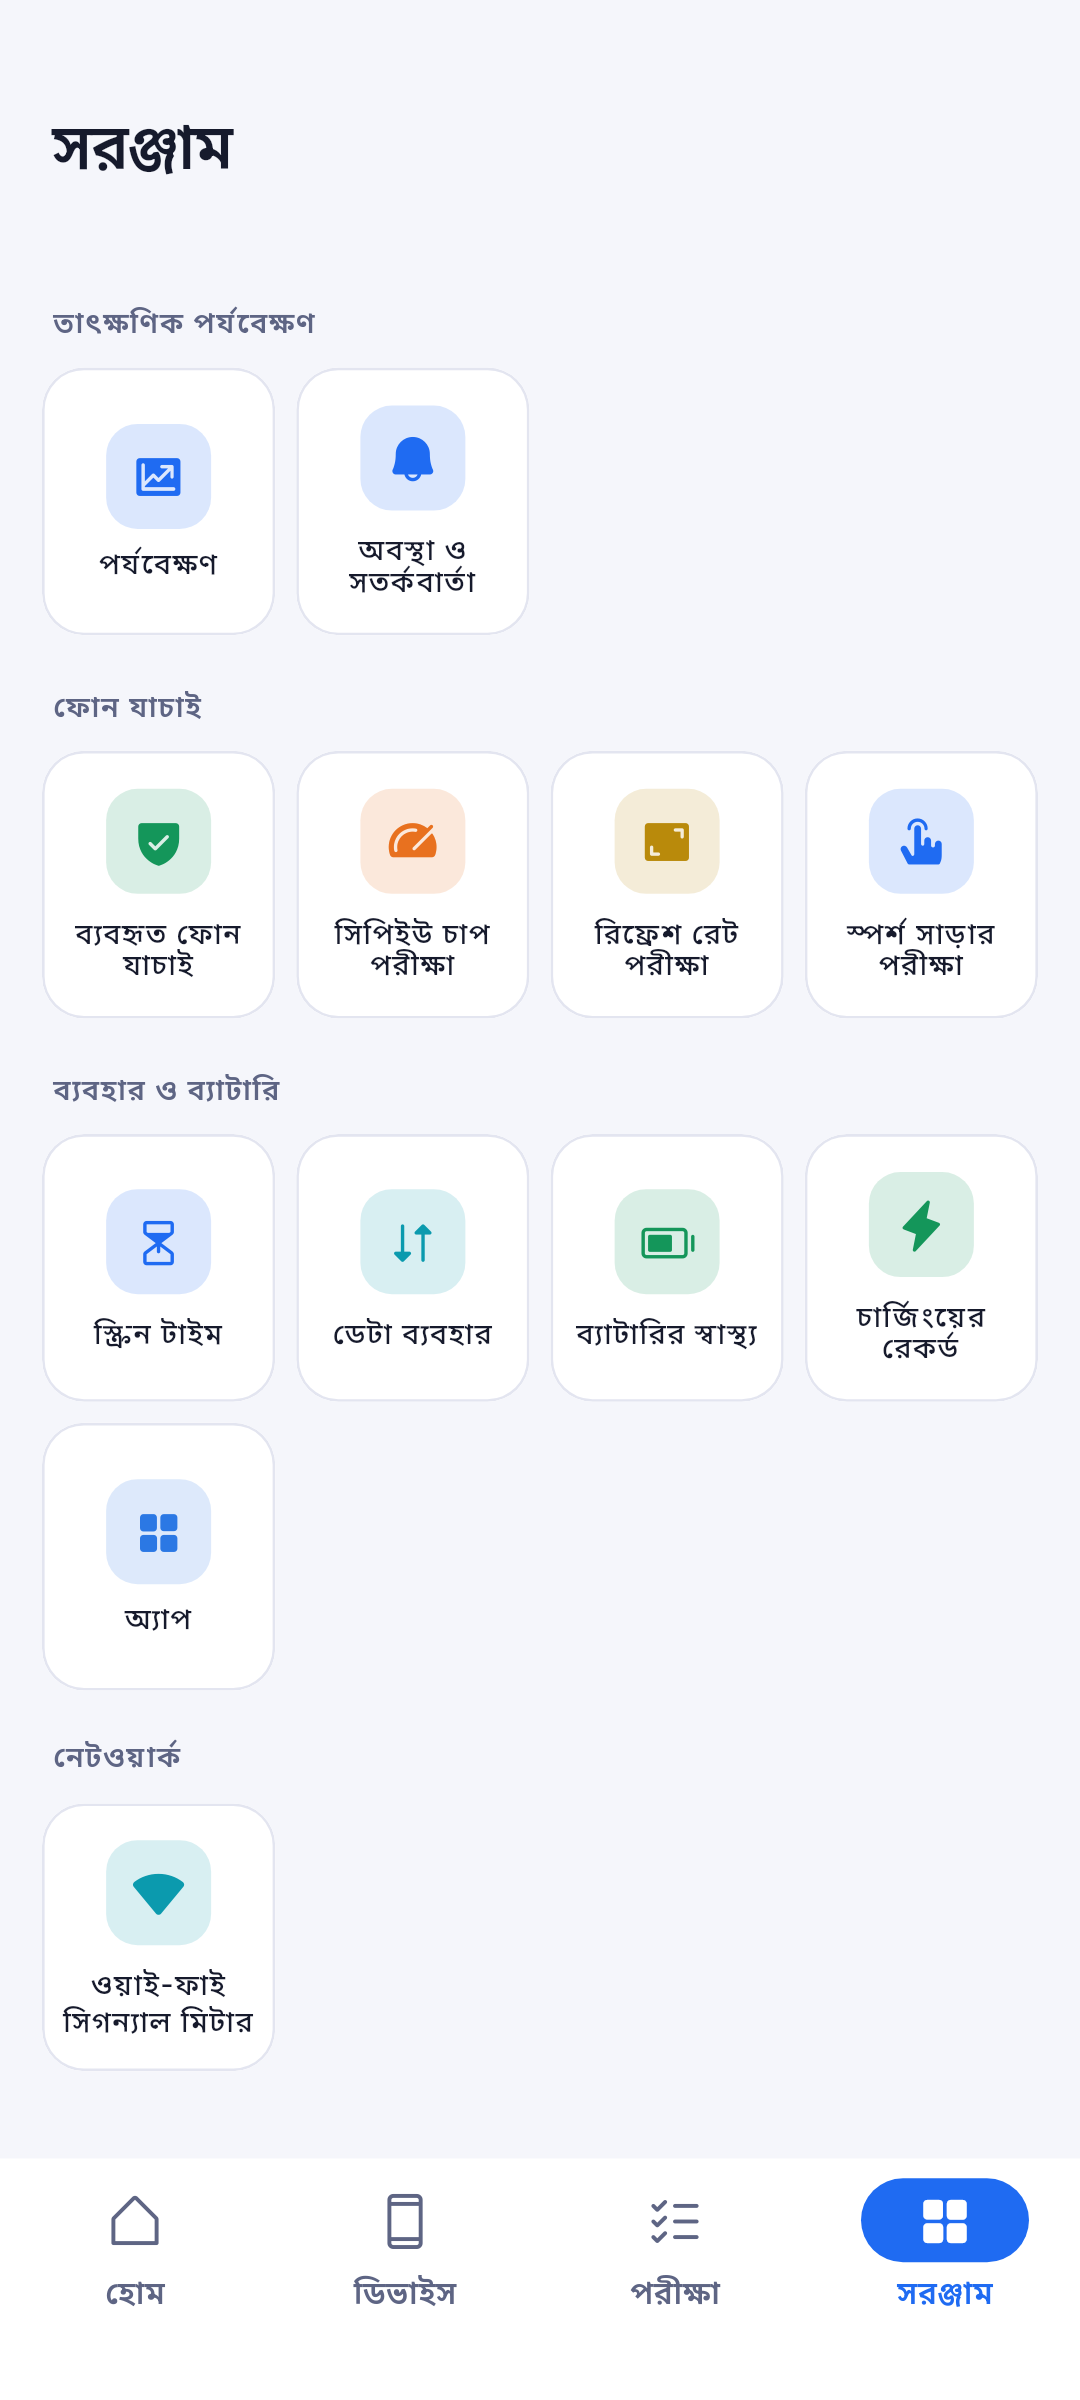 সরঞ্জাম
তাৎক্ষণিক পর্যবেক্ষণ
পর্যবেক্ষণ
অবস্থা ও
সতর্কবার্তা
ফোন যাচাই
ব্যবহৃত ফোন
যাচাই
সিপিইউ চাপ
পরীক্ষা
রিফ্রেশ রেট
পরীক্ষা
স্পর্শ সাড়ার
পরীক্ষা
ব্যবহার ও ব্যাটারি
স্ক্রিন টাইম
ডেটা ব্যবহার
ব্যাটারির স্বাস্থ্য
চার্জিংয়ের
রেকর্ড
অ্যাপ
নেটওয়ার্ক
ওয়াই-ফাই
সিগন্যাল মিটার
হোম
ডিভাইস
পরীক্ষা
সরঞ্জাম